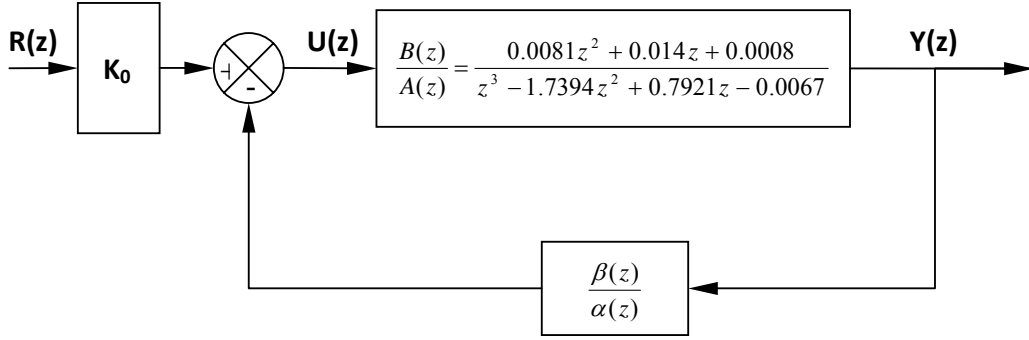 R(z)
K₀
+
-
U(z)
B(z)/A(z) = (0.0081z² + 0.014z + 0.0008)/(z³ − 1.7394z² + 0.7921z − 0.0067)
Y(z)
β(z)/α(z)